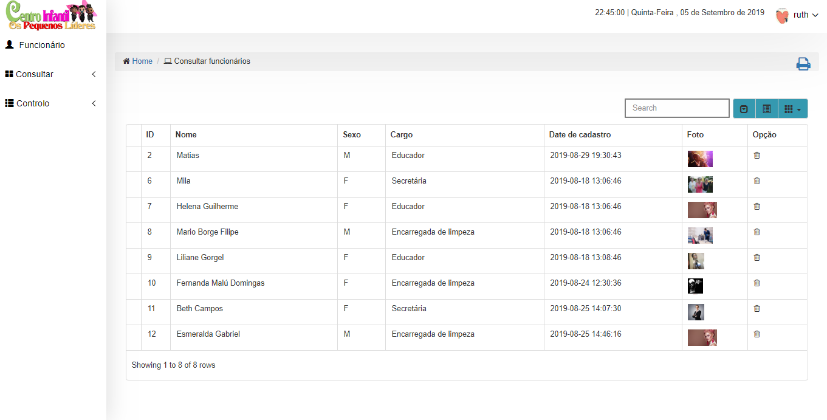 Centro Infantil
Os Pequenos Lideres
22:45:00 | Quinta-Feira , 05 de Setembro de 2019
ruth
Funcionário
Consultar
Controlo
Home / Consultar funcionários
Search
ID Nome Sexo Cargo Date de cadastro Foto Opção
2 Matias M Educador 2019-08-29 19:30:43
6 Mila F Secretária 2019-08-18 13:06:46
7 Helena Guilherme F Educador 2019-08-18 13:06:46
8 Mario Borge Filipe M Encarregada de limpeza 2019-08-18 13:06:46
9 Liliane Gorgel F Educador 2019-08-18 13:08:46
10 Fernanda Malú Domingas F Encarregada de limpeza 2019-08-24 12:30:36
11 Beth Campos F Secretária 2019-08-25 14:07:30
12 Esmeralda Gabriel M Encarregada de limpeza 2019-08-25 14:46:16
Showing 1 to 8 of 8 rows